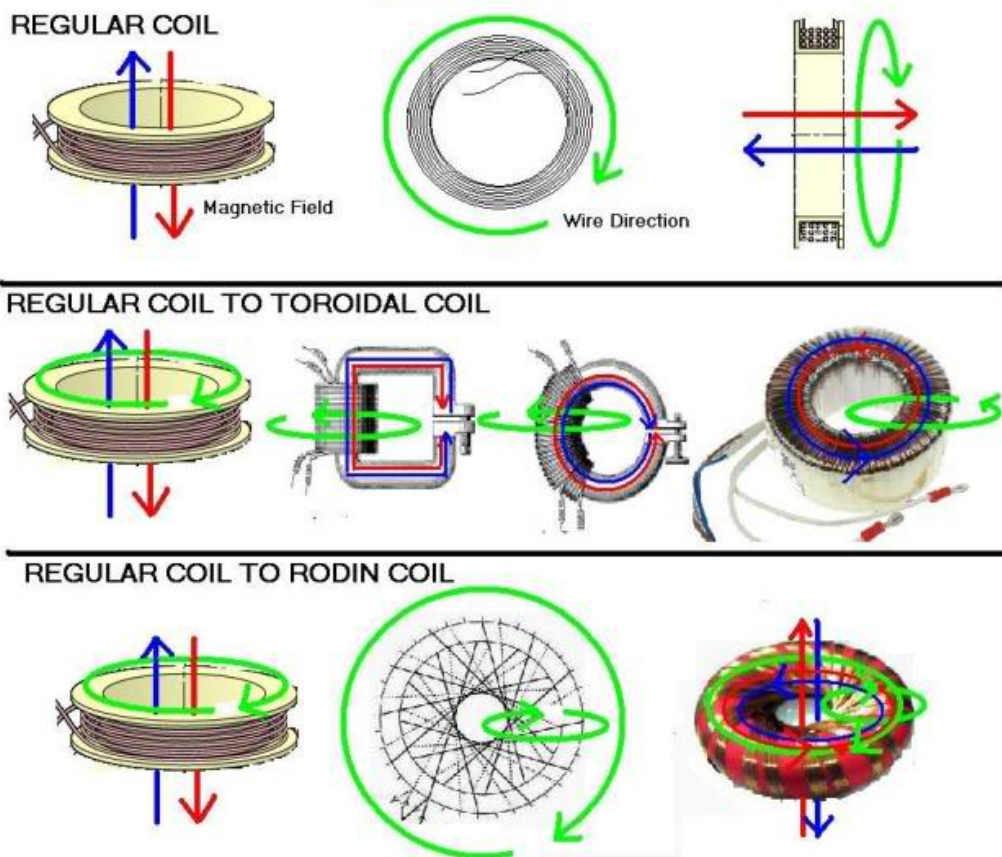 REGULAR COIL
Magnetic Field
Wire Direction
REGULAR COIL TO TOROIDAL COIL
REGULAR COIL TO RODIN COIL